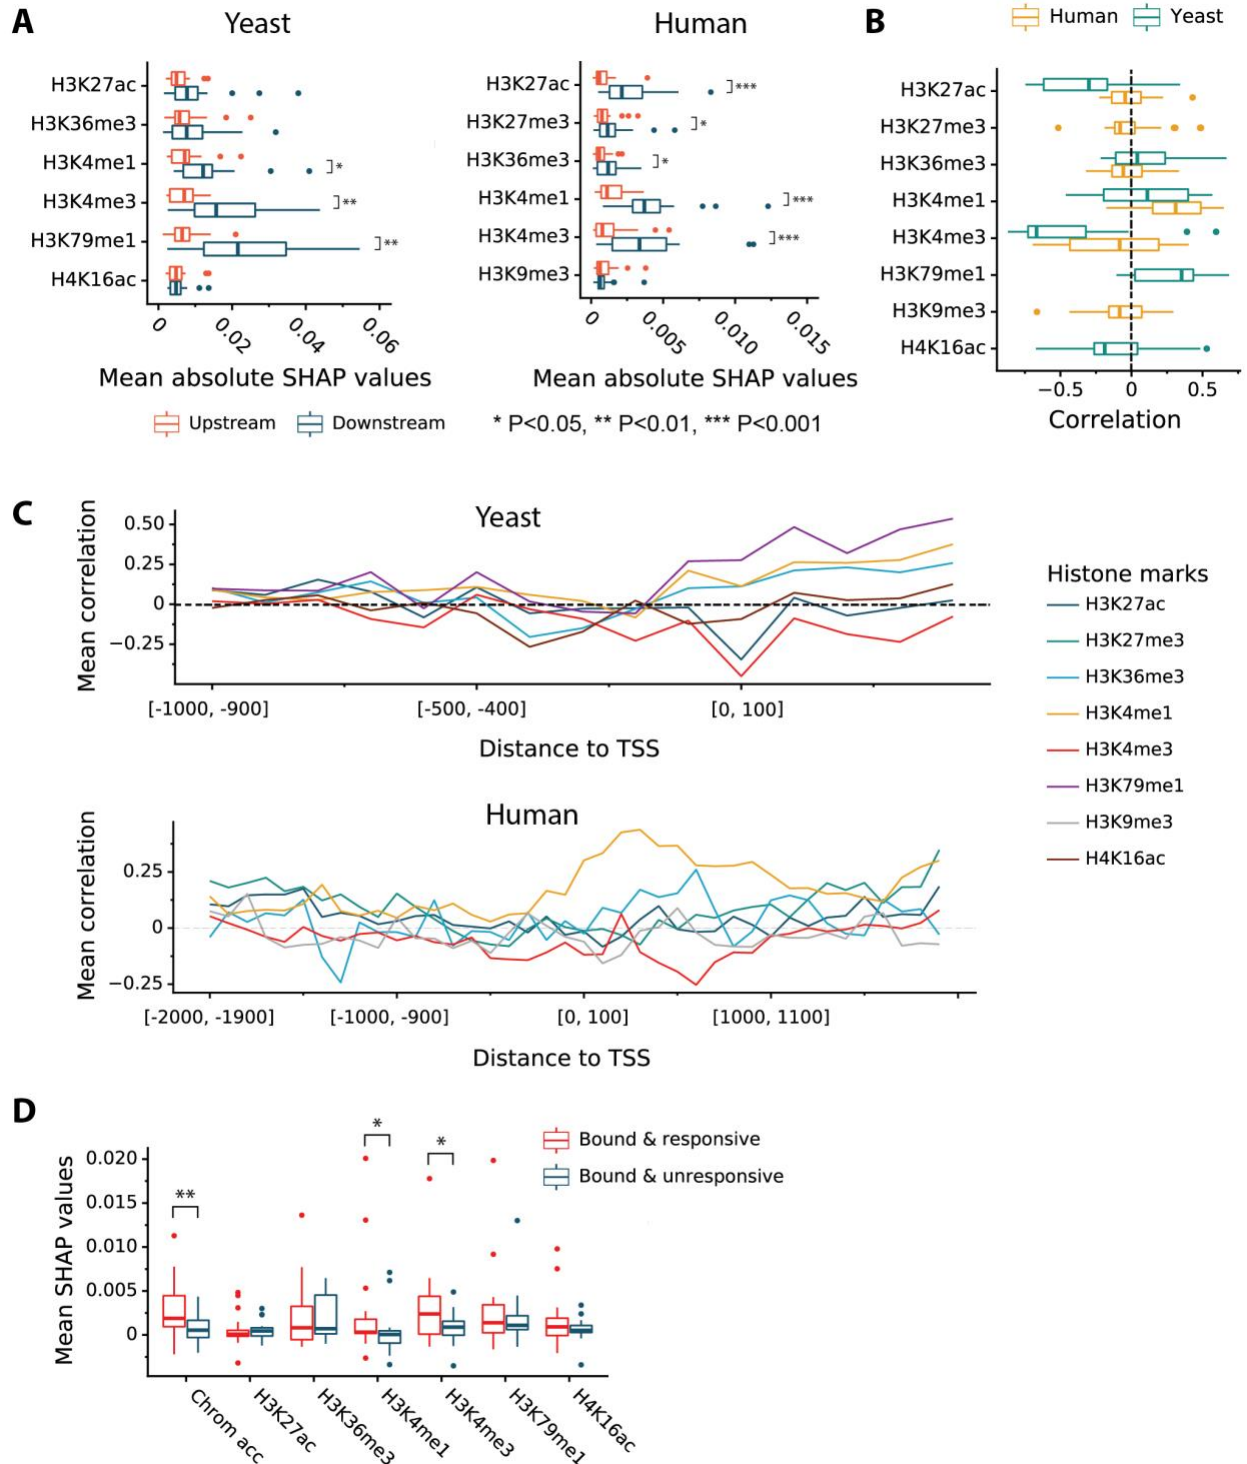 A
Yeast
H3K27ac
H3K36me3
H3K4me1
*
H3K4me3
**
H3K79me1
**
H4K16ac
0
0.02
0.04
0.06
Mean absolute SHAP values
Upstream
Downstream
Human
H3K27ac
***
H3K27me3
*
H3K36me3
*
H3K4me1
***
H3K4me3
***
H3K9me3
0
0.005
0.010
0.015
Mean absolute SHAP values
* P<0.05, ** P<0.01, *** P<0.001
B
Human
Yeast
H3K27ac
H3K27me3
H3K36me3
H3K4me1
H3K4me3
H3K79me1
H3K9me3
H4K16ac
−0.5
0
0.5
Correlation
C
Yeast
Mean correlation
0.50
0.25
0
−0.25
[-1000, -900]
[-500, -400]
[0, 100]
Distance to TSS
Human
Mean correlation
0.25
0
−0.25
[-2000, -1900]
[-1000, -900]
[0, 100]
[1000, 1100]
Distance to TSS
Histone marks
H3K27ac
H3K27me3
H3K36me3
H3K4me1
H3K4me3
H3K79me1
H3K9me3
H4K16ac
D
Mean SHAP values
0.020
0.015
0.010
0.005
0
**
*
*
Bound & responsive
Bound & unresponsive
Chrom acc
H3K27ac
H3K36me3
H3K4me1
H3K4me3
H3K79me1
H4K16ac